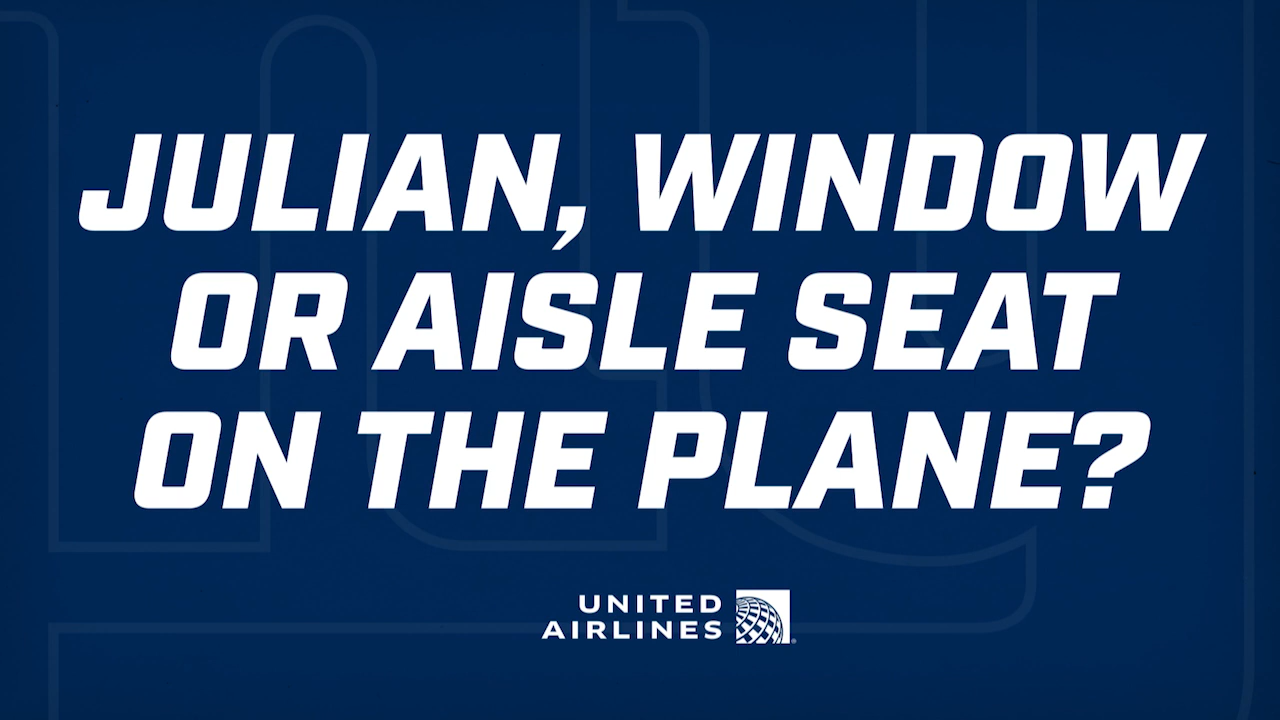 JULIAN, WINDOW
OR AISLE SEAT
ON THE PLANE?
UNITED
AIRLINES